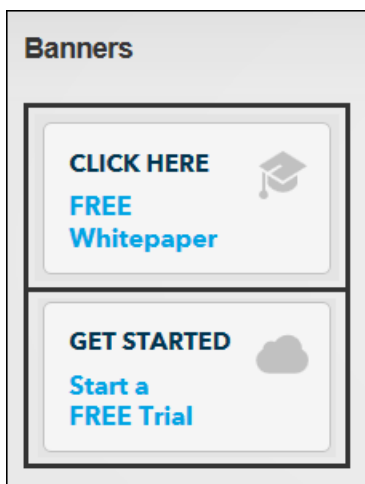 Banners
CLICK HERE
FREE
Whitepaper
GET STARTED
Start a
FREE Trial